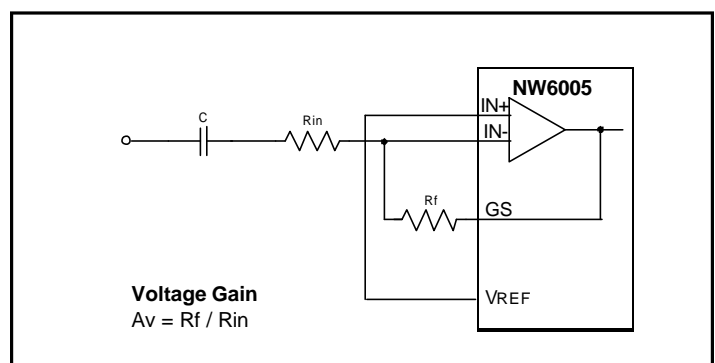 NW6005
C
Rin
IN+
IN-
Rf
GS
VREF
Voltage Gain
Av = Rf / Rin